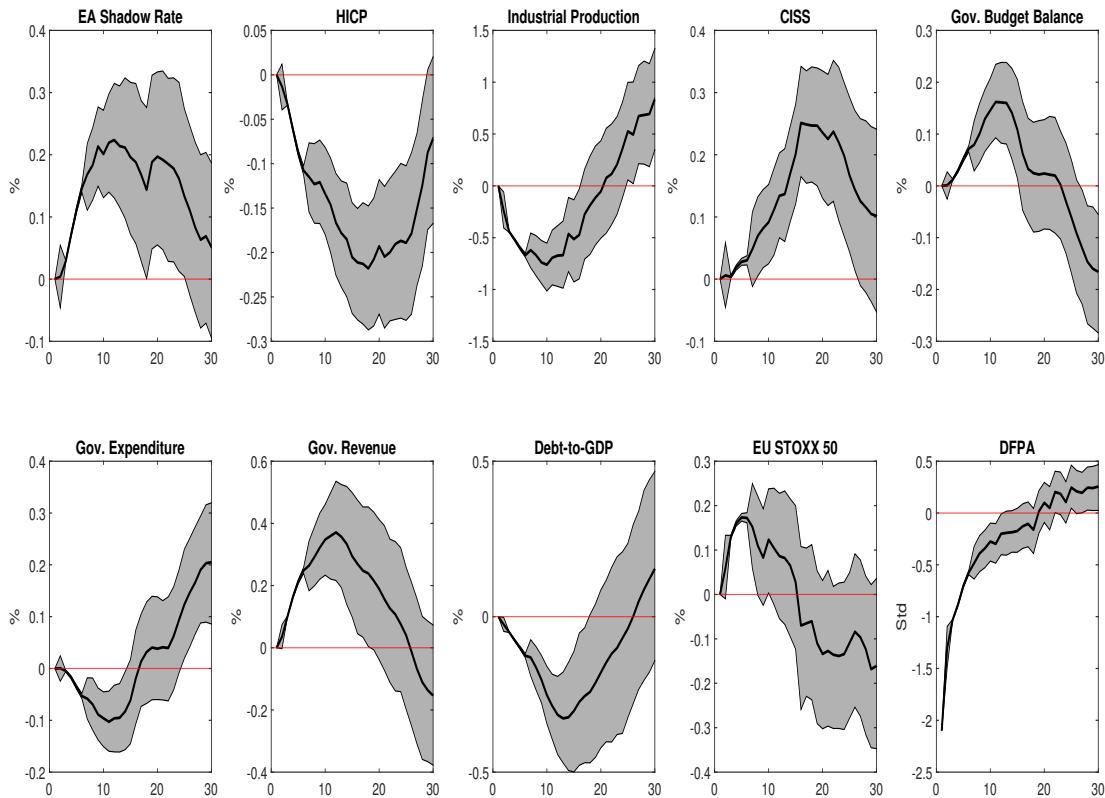 EA Shadow Rate HICP Industrial Production CISS Gov. Budget Balance
0.4 0.05 1.5 0.4 0.3
0.3 0 1 0.3 0.2
0.2 -0.05 0.5 0.2 0.1
0.1 -0.1 0 0.1 0
0 -0.15 -0.5 0 -0.1
-0.1 -0.2 -1 -0.1 -0.2
-0.25 -1.5 -0.3
-0.3
% % % % %
0 10 20 30 0 10 20 30 0 10 20 30 0 10 20 30 0 10 20 30
Gov. Expenditure Gov. Revenue Debt-to-GDP EU STOXX 50 DFPA
0.4 0.6 0.5 0.3 0.5
0.3 0.4 0 0.2 0
0.2 0.2 -0.5 0.1 -0.5
0.1 0 0 -1
0 -0.2 -0.1 -1.5
-0.1 -0.4 -0.2 -2
-0.2 -0.3 -2.5
-0.4
% % % % Std
0 10 20 30 0 10 20 30 0 10 20 30 0 10 20 30 0 10 20 30